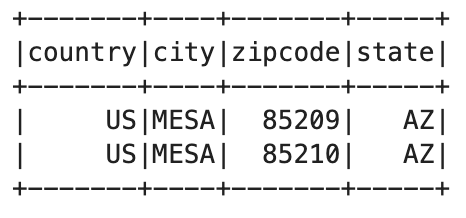 +-------+----+-------+-----+
|country|city|zipcode|state|
+-------+----+-------+-----+
|     US|MESA|  85209|   AZ|
|     US|MESA|  85210|   AZ|
+-------+----+-------+-----+